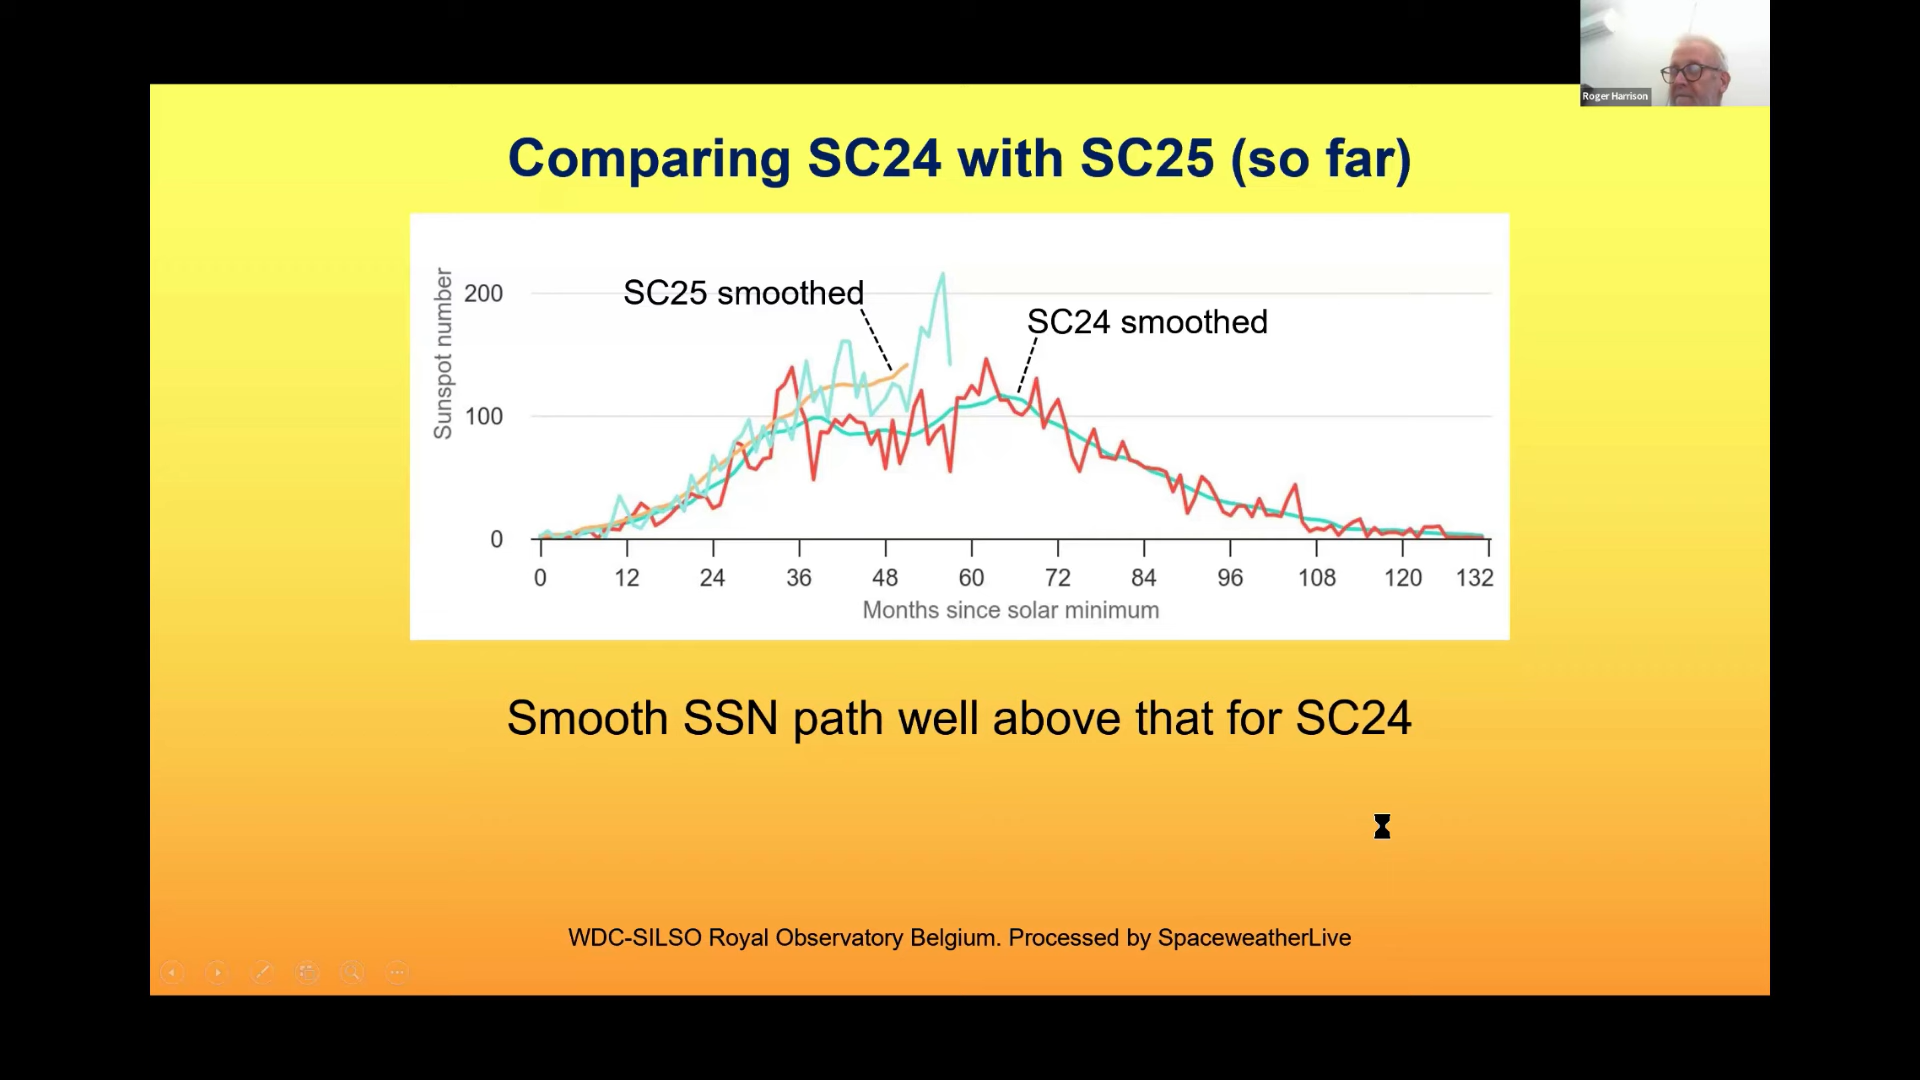 Roger Harrison
Comparing SC24 with SC25 (so far)
Sunspot number
200
100
0
SC25 smoothed
SC24 smoothed
0 12 24 36 48 60 72 84 96 108 120 132
Months since solar minimum
Smooth SSN path well above that for SC24
WDC-SILSO Royal Observatory Belgium. Processed by SpaceweatherLive